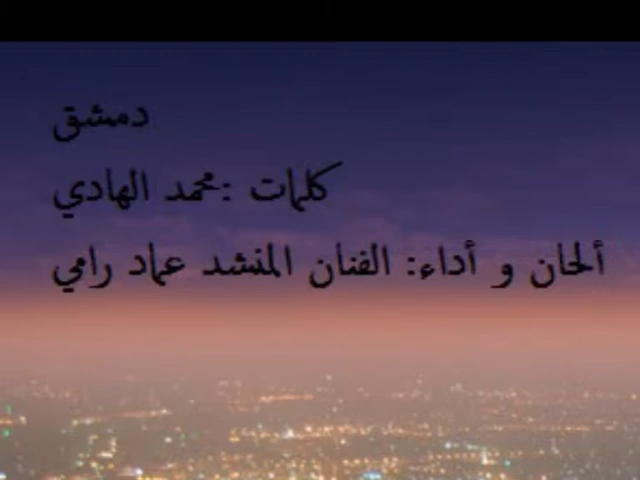 دمشق
كلمات :محمد الهادي
ألحان و أداء: الفنان المنشد عماد رامي